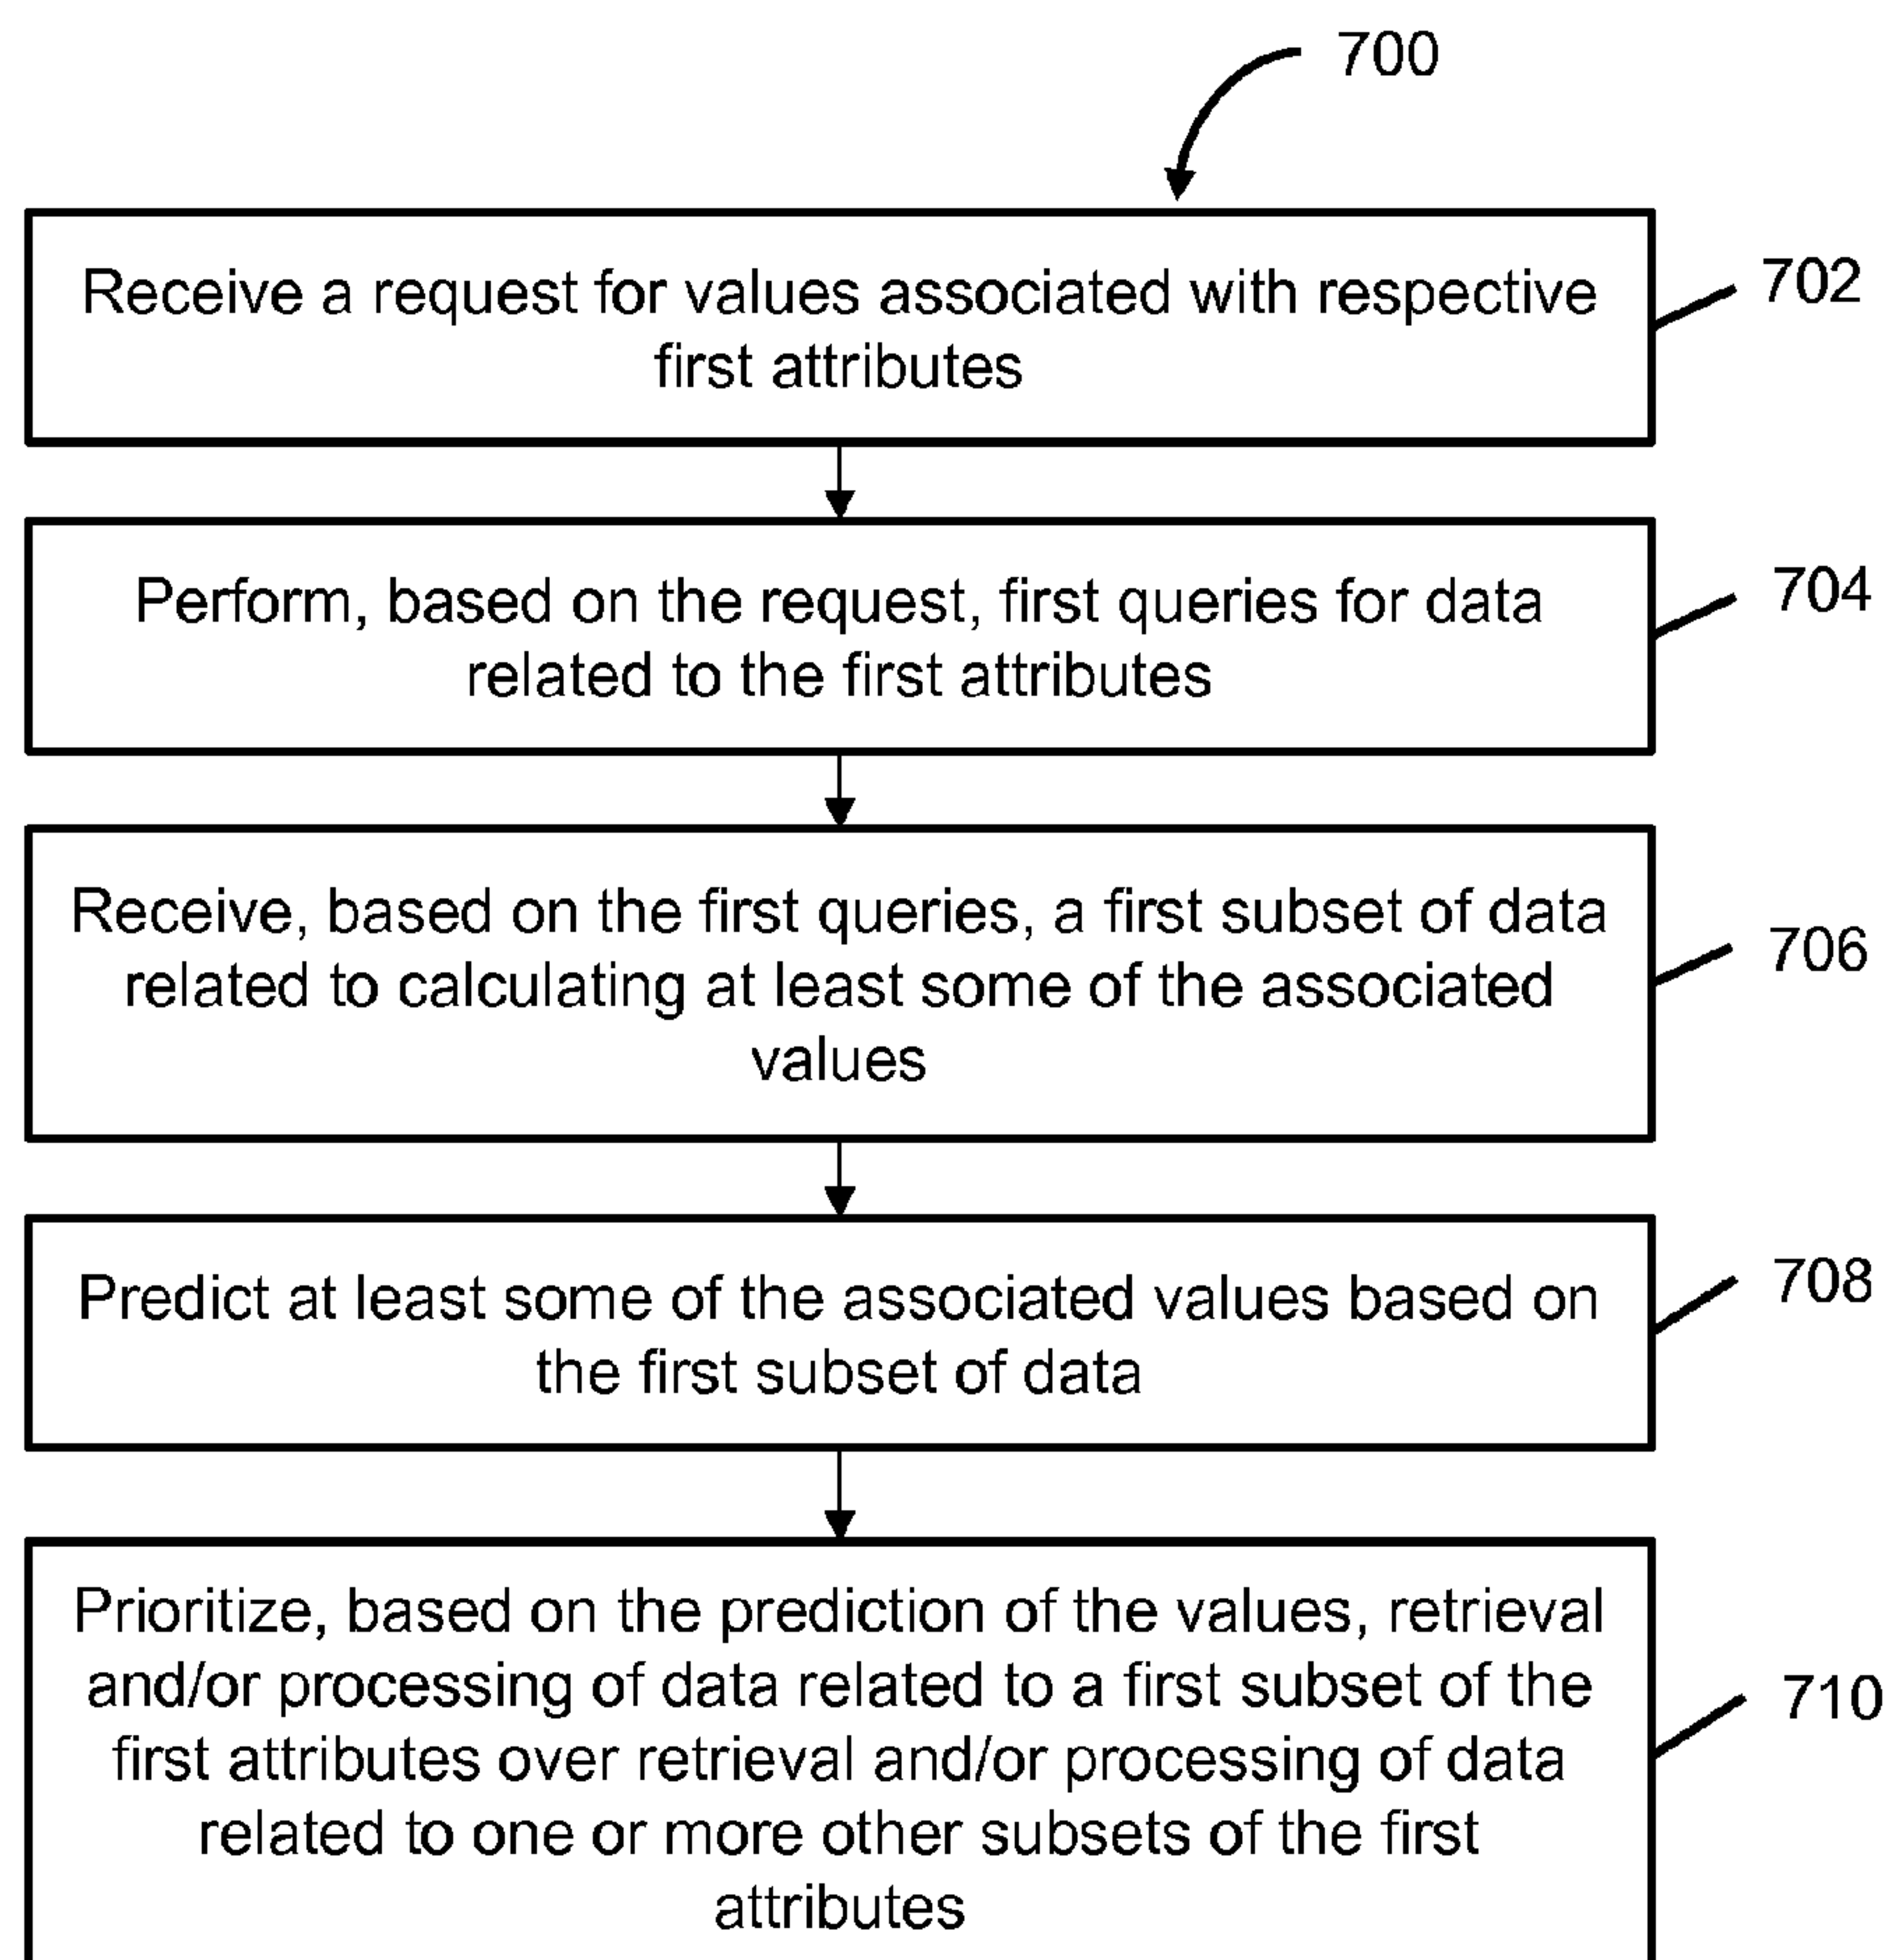 700
Receive a request for values associated with respective
first attributes
702
Perform, based on the request, first queries for data
related to the first attributes
704
Receive, based on the first queries, a first subset of data
related to calculating at least some of the associated
values
706
Predict at least some of the associated values based on
the first subset of data
708
Prioritize, based on the prediction of the values, retrieval
and/or processing of data related to a first subset of the
first attributes over retrieval and/or processing of data
related to one or more other subsets of the first
attributes
710